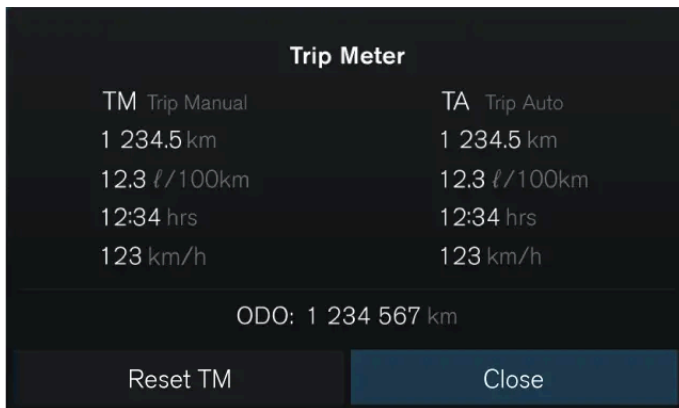 Trip Meter
TM Trip Manual TA Trip Auto
1 234.5 km 1 234.5 km
12.3 ℓ/100km 12.3 ℓ/100km
12:34 hrs 12:34 hrs
123 km/h 123 km/h
ODO: 1 234 567 km
Reset TM Close